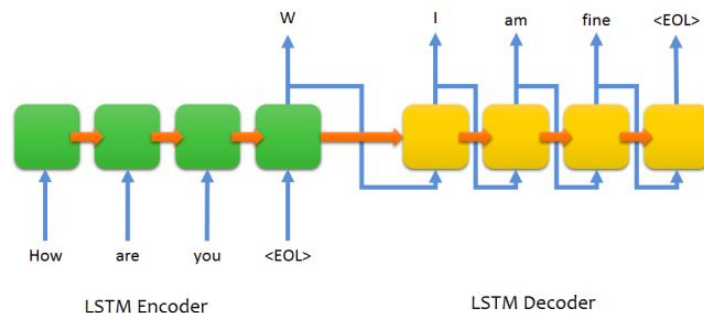 W I am fine <EOL>
How are you <EOL>
LSTM Encoder LSTM Decoder